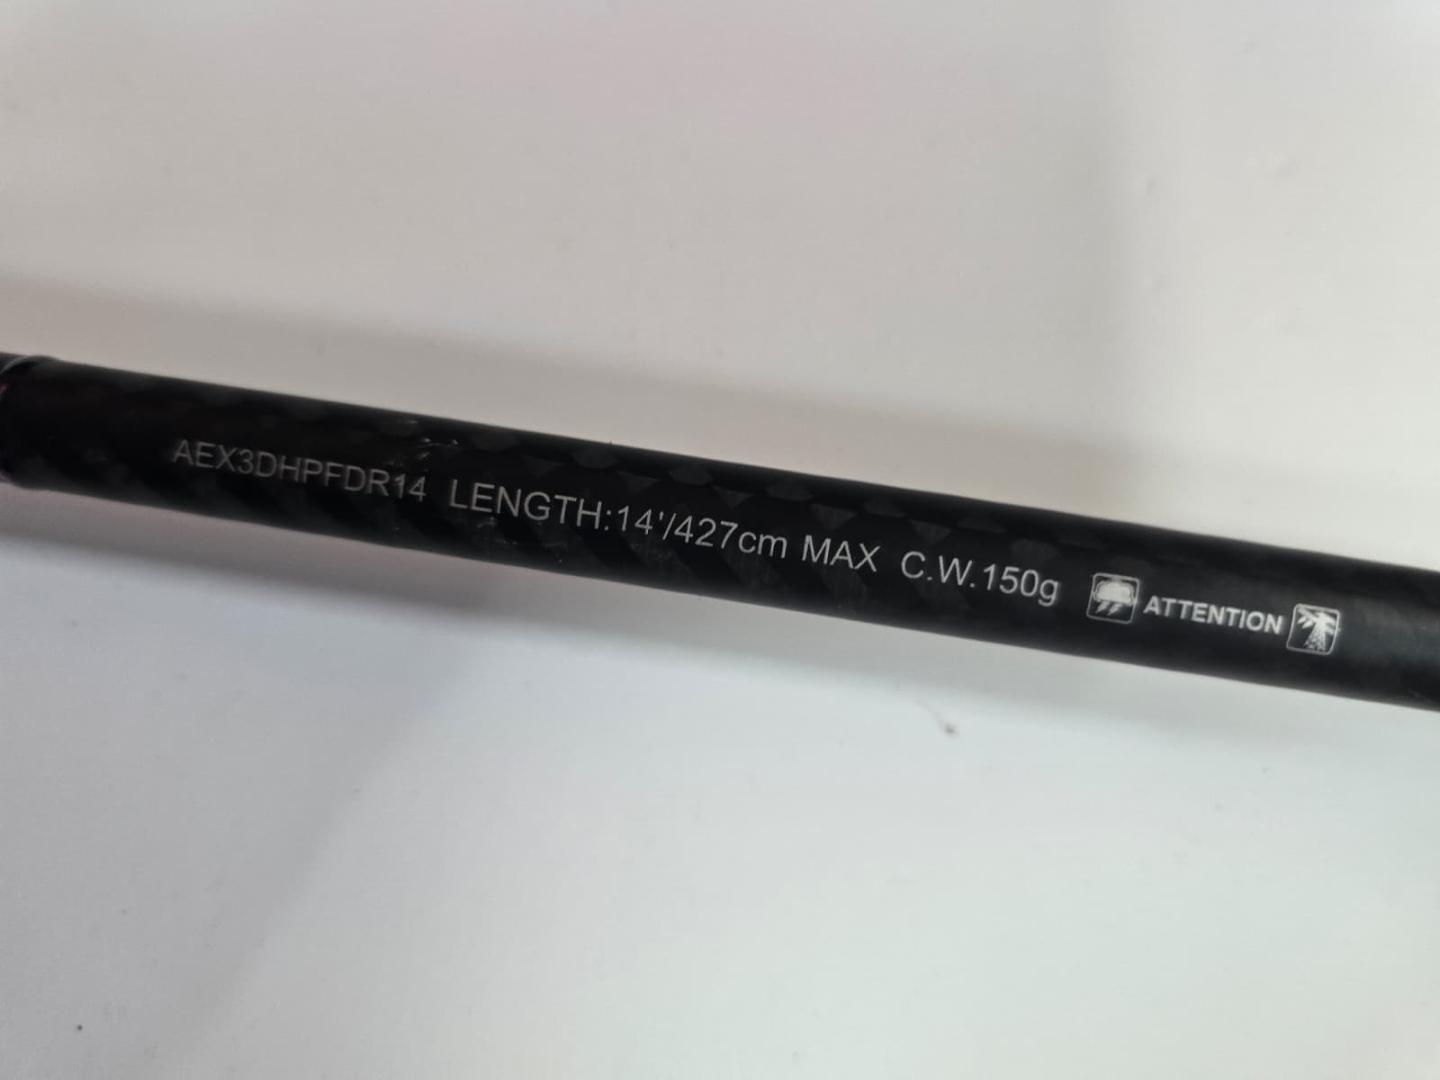 AEX3DHPFDR14 LENGTH:14'/427cm MAX C.W.150g ATTENTION